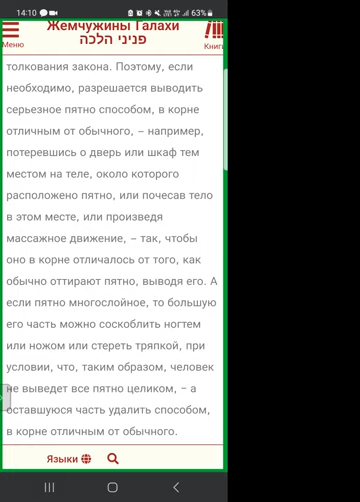 14:10 63%
Жемчужины Галахи
פניני הלכה
Меню
Книги
толкования закона. Поэтому, если
необходимо, разрешается выводить
серьезное пятно способом, в корне
отличным от обычного, – например,
потеревшись о дверь или шкаф тем
местом на теле, около которого
расположено пятно, или почесав тело
в этом месте, или произведя
массажное движение, – так, чтобы
оно в корне отличалось от того, как
обычно оттирают пятно, выводя его. А
если пятно многослойное, то большую
его часть можно соскоблить ногтем
или ножом или стереть тряпкой, при
условии, что, таким образом, человек
не выведет все пятно целиком, – а
оставшуюся часть удалить способом,
в корне отличным от обычного.
Языки